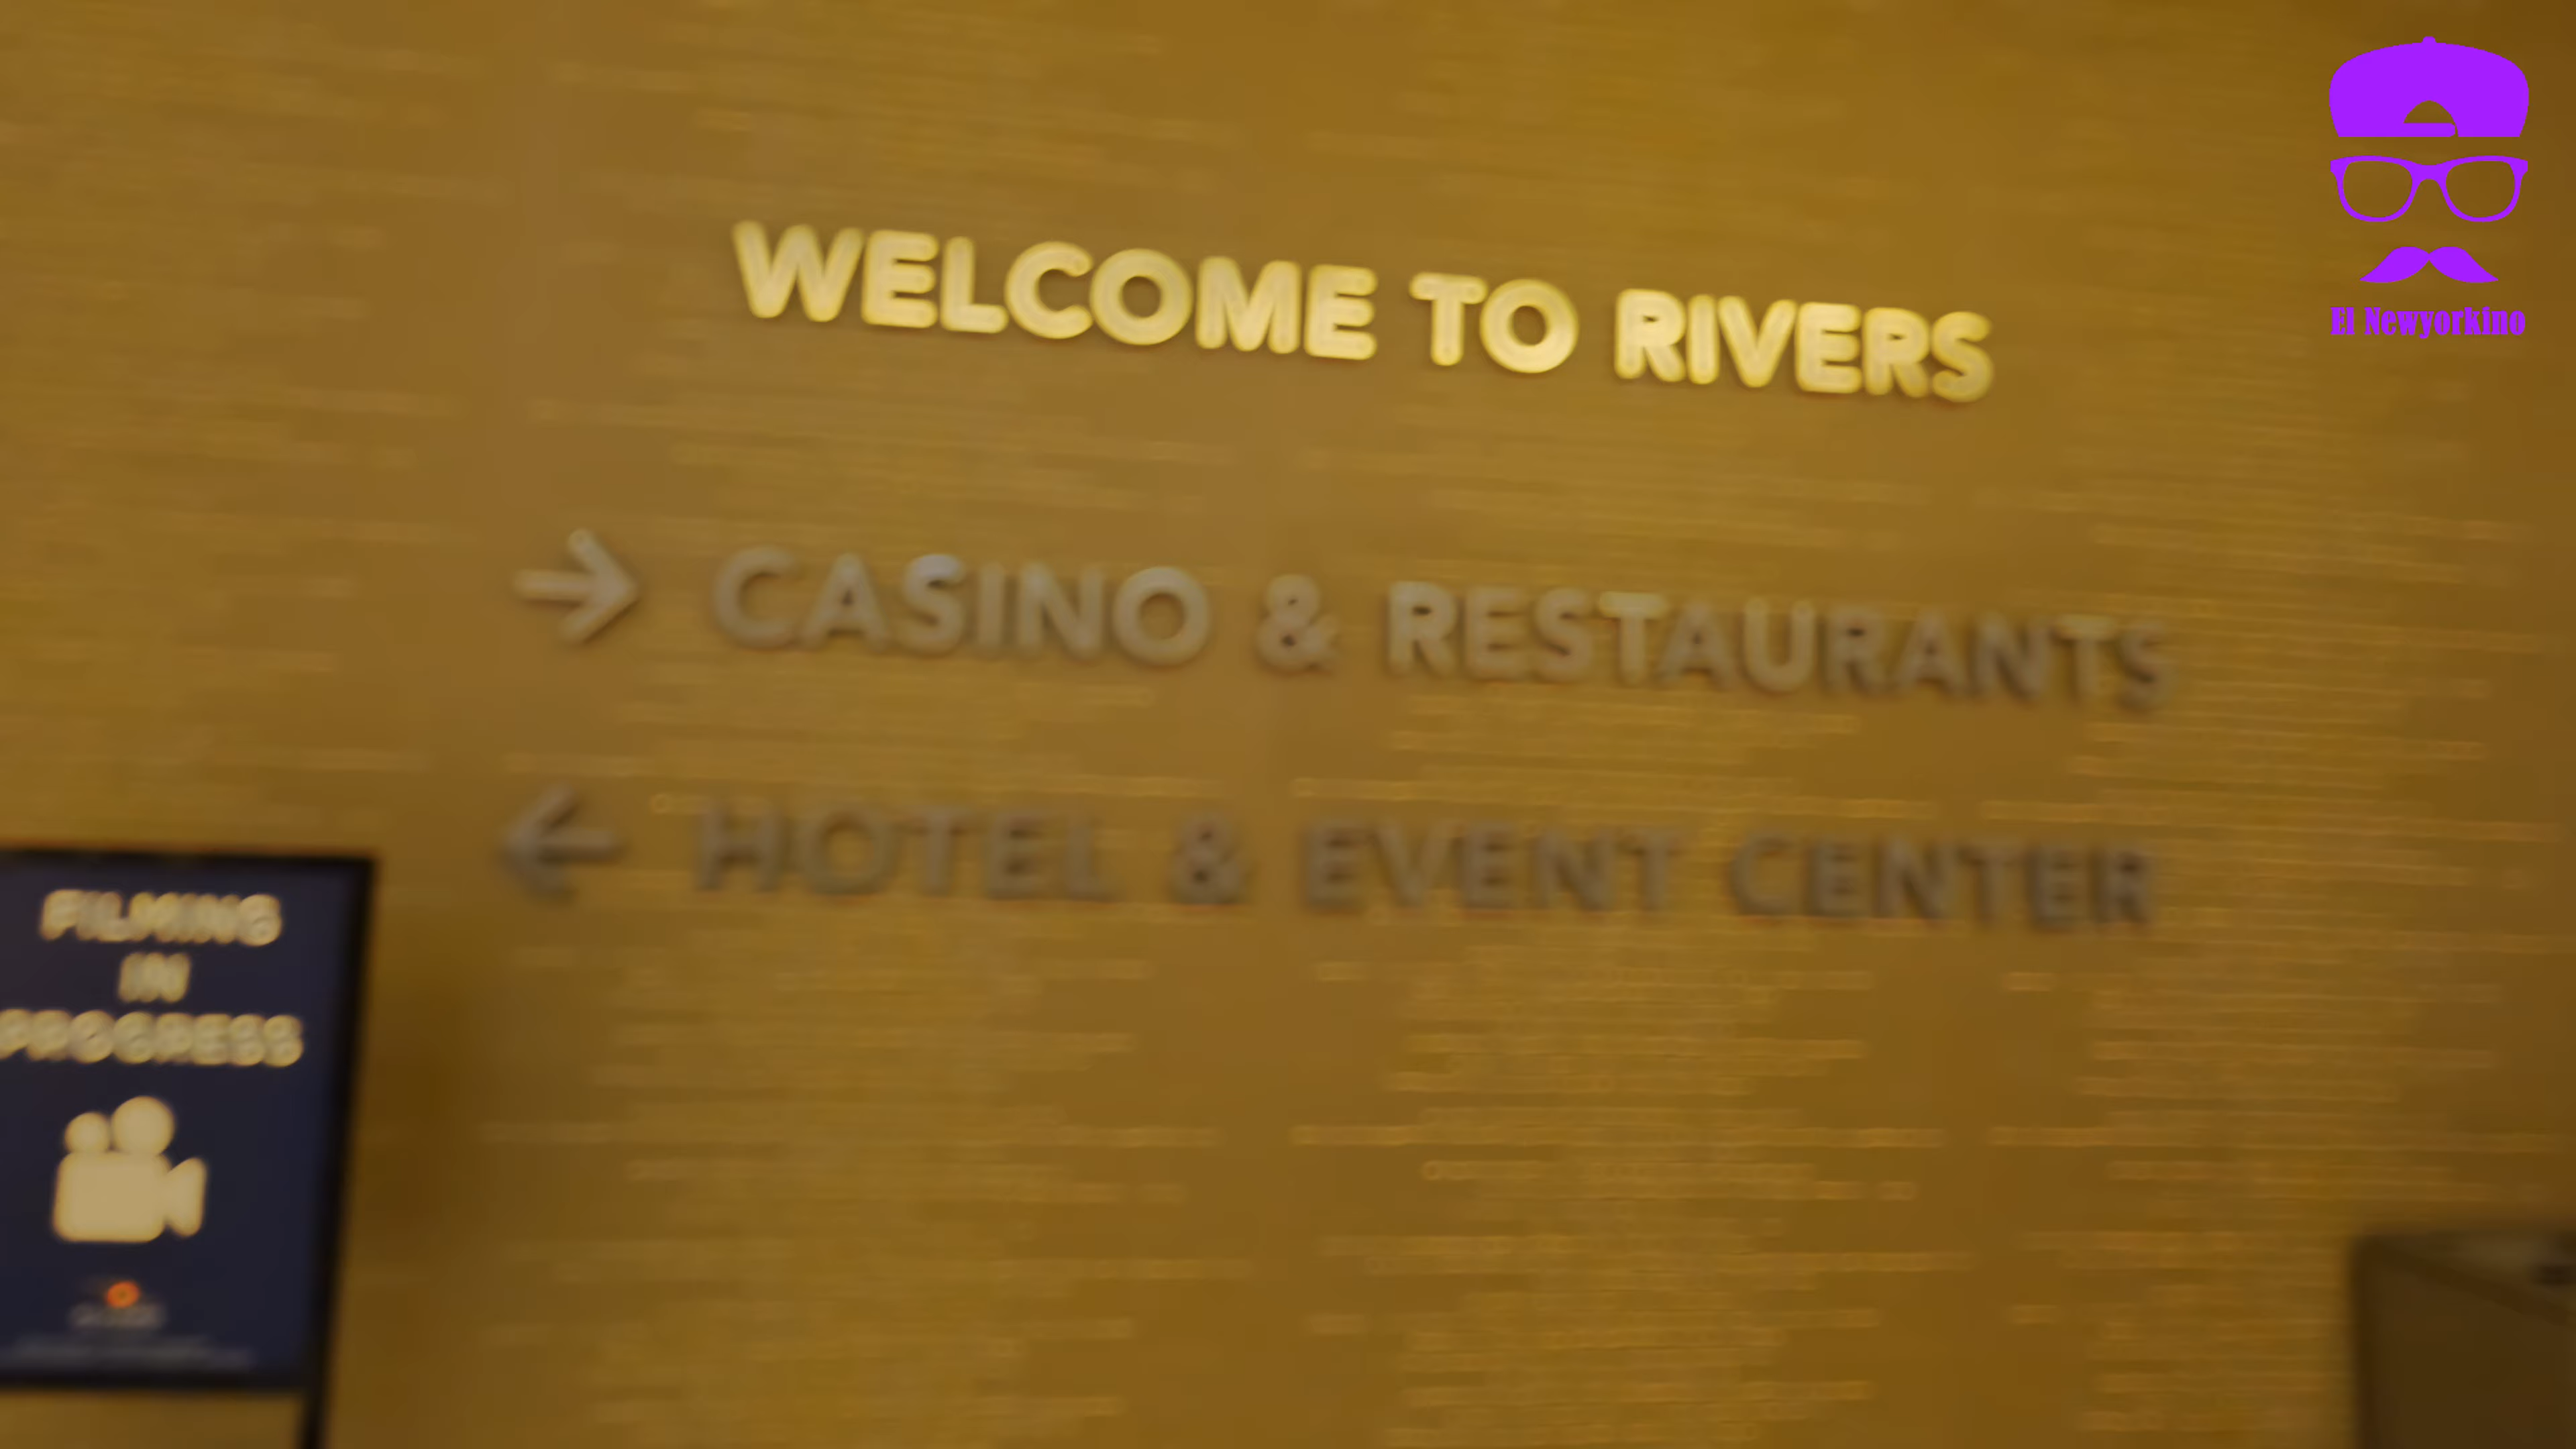 WELCOME TO RIVERS
→ CASINO & RESTAURANTS
← HOTEL & EVENT CENTER
FILMING
IN
PROGRESS
El Newyorkino